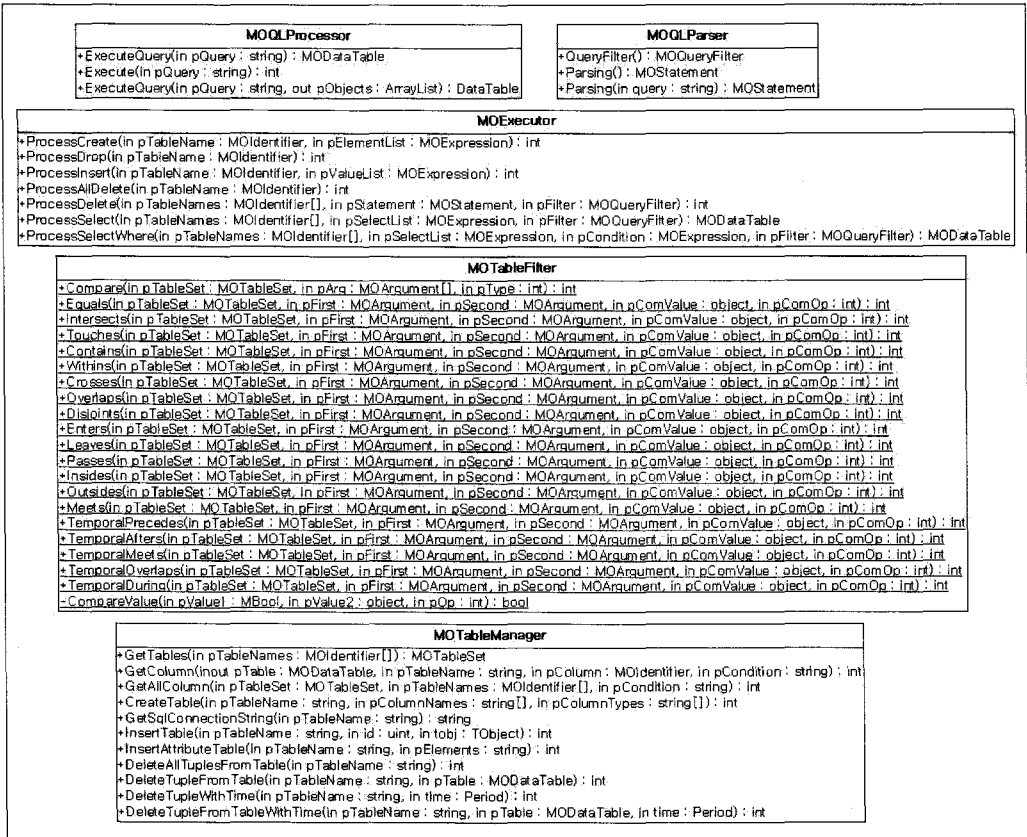 MOQLProcessor
+ExecuteQuery(in pQuery : string) : MODataTable
+Execute(in pQuery : string) : int
+ExecuteQuery(in pQuery : string, out pObjects : ArrayList) : DataTable
MOQLParser
+QueryFilter() : MOQueryFilter
+Parsing() : MOStatement
+Parsing(in query : string) : MOStatement
MOExecutor
+ProcessCreate(in pTableName : MOIdentifier, in pElementList : MOExpression) : int
+ProcessDrop(in pTableName : MOIdentifier) : int
+ProcessInsert(in pTableName : MOIdentifier, in pValueList : MOExpression) : int
+ProcessAllDelete(in pTableName : MOIdentifier) : int
+ProcessDelete(in pTableNames : MOIdentifier[], in pStatement : MOStatement, in pFilter : MOQueryFilter) : int
+ProcessSelect(in pTableNames : MOIdentifier[], in pSelectList : MOExpression, in pFilter : MOQueryFilter) : MODataTable
+ProcessSelectWhere(in pTableNames : MOIdentifier[], in pSelectList : MOExpression, in pCondition : MOExpression, in pFilter : MOQueryFilter) : MODataTable
MOTableFilter
+Compare(in pTableSet : MOTableSet, in pArg : MOArgument[], in pType : int) : int
+Equals(in pTableSet : MOTableSet, in pFirst : MOArgument, in pSecond : MOArgument, in pComValue : object, in pComOp : int) : int
+Intersects(in pTableSet : MOTableSet, in pFirst : MOArgument, in pSecond : MOArgument, in pComValue : object, in pComOp : int) : int
+Touches(in pTableSet : MOTableSet, in pFirst : MOArgument, in pSecond : MOArgument, in pComValue : object, in pComOp : int) : int
+Contains(in pTableSet : MOTableSet, in pFirst : MOArgument, in pSecond : MOArgument, in pComValue : object, in pComOp : int) : int
+Withins(in pTableSet : MOTableSet, in pFirst : MOArgument, in pSecond : MOArgument, in pComValue : object, in pComOp : int) : int
+Crosses(in pTableSet : MOTableSet, in pFirst : MOArgument, in pSecond : MOArgument, in pComValue : object, in pComOp : int) : int
+Overlaps(in pTableSet : MOTableSet, in pFirst : MOArgument, in pSecond : MOArgument, in pComValue : object, in pComOp : int) : int
+Disjoints(in pTableSet : MOTableSet, in pFirst : MOArgument, in pSecond : MOArgument, in pComValue : object, in pComOp : int) : int
+Enters(in pTableSet : MOTableSet, in pFirst : MOArgument, in pSecond : MOArgument, in pComValue : object, in pComOp : int) : int
+Leaves(in pTableSet : MOTableSet, in pFirst : MOArgument, in pSecond : MOArgument, in pComValue : object, in pComOp : int) : int
+Passes(in pTableSet : MOTableSet, in pFirst : MOArgument, in pSecond : MOArgument, in pComValue : object, in pComOp : int) : int
+Insides(in pTableSet : MOTableSet, in pFirst : MOArgument, in pSecond : MOArgument, in pComValue : object, in pComOp : int) : int
+Outsides(in pTableSet : MOTableSet, in pFirst : MOArgument, in pSecond : MOArgument, in pComValue : object, in pComOp : int) : int
+Meets(in pTableSet : MOTableSet, in pFirst : MOArgument, in pSecond : MOArgument, in pComValue : object, in pComOp : int) : int
+TemporalPrecedes(in pTableSet : MOTableSet, in pFirst : MOArgument, in pSecond : MOArgument, in pComValue : object, in pComOp : int) : int
+TemporalAfters(in pTableSet : MOTableSet, in pFirst : MOArgument, in pSecond : MOArgument, in pComValue : object, in pComOp : int) : int
+TemporalMeets(in pTableSet : MOTableSet, in pFirst : MOArgument, in pSecond : MOArgument, in pComValue : object, in pComOp : int) : int
+TemporalOverlaps(in pTableSet : MOTableSet, in pFirst : MOArgument, in pSecond : MOArgument, in pComValue : object, in pComOp : int) : int
+TemporalDuring(in pTableSet : MOTableSet, in pFirst : MOArgument, in pSecond : MOArgument, in pComValue : object, in pComOp : int) : int
-CompareValue(in pValue1 : MBool, in pValue2 : object, in pOp : int) : bool
MOTableManager
+GetTables(in pTableNames : MOIdentifier[]) : MOTableSet
+GetColumn(inout pTable : MODataTable, in pTableName : string, in pColumn : MOIdentifier, in pCondition : string) : int
+GetAllColumn(in pTableSet : MOTableSet, in pTableNames : MOIdentifier[], in pCondition : string) : int
+CreateTable(in pTableName : string, in pColumnNames : string[], in pColumnTypes : string[]) : int
+GetSqlConnectionString(in pTableName : string) : string
+InsertTable(in pTableName : string, in id : uint, in tobj : TObject) : int
+InsertAttributeTable(in pTableName : string, in pElements : string) : int
+DeleteAllTuplesFromTable(in pTableName : string) : int
+DeleteTupleFromTable(in pTableName : string, in pTable : MODataTable) : int
+DeleteTupleWithTime(in pTableName : string, in time : Period) : int
+DeleteTupleFromTableWithTime(in pTableName : string, in pTable : MODataTable, in time : Period) : int